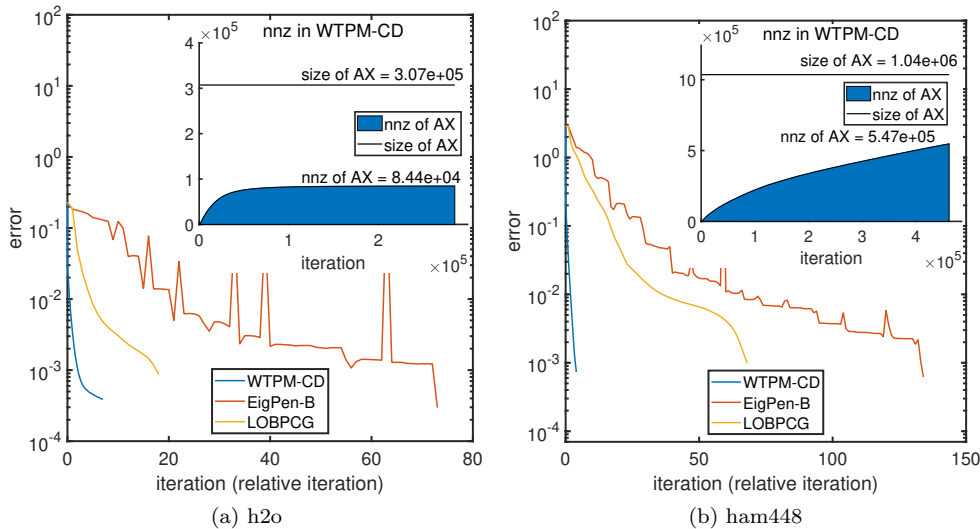 nnz in WTPM-CD
× 10^5
size of AX = 3.07e+05
nnz of AX
size of AX
nnz of AX = 8.44e+04
4
3
2
1
0
0 1 2
iteration
× 10^5
error
10^3
10^2
10^1
10^0
10^-1
10^-2
10^-3
10^-4
WTPM-CD
EigPen-B
LOBPCG
0 20 40 60 80
iteration (relative iteration)
(a) h2o
nnz in WTPM-CD
× 10^5
size of AX = 1.04e+06
nnz of AX
size of AX
nnz of AX = 5.47e+05
10
5
0
0 1 2 3 4
iteration
× 10^5
error
10^3
10^2
10^1
10^0
10^-1
10^-2
10^-3
10^-4
WTPM-CD
EigPen-B
LOBPCG
0 50 100 150
iteration (relative iteration)
(b) ham448